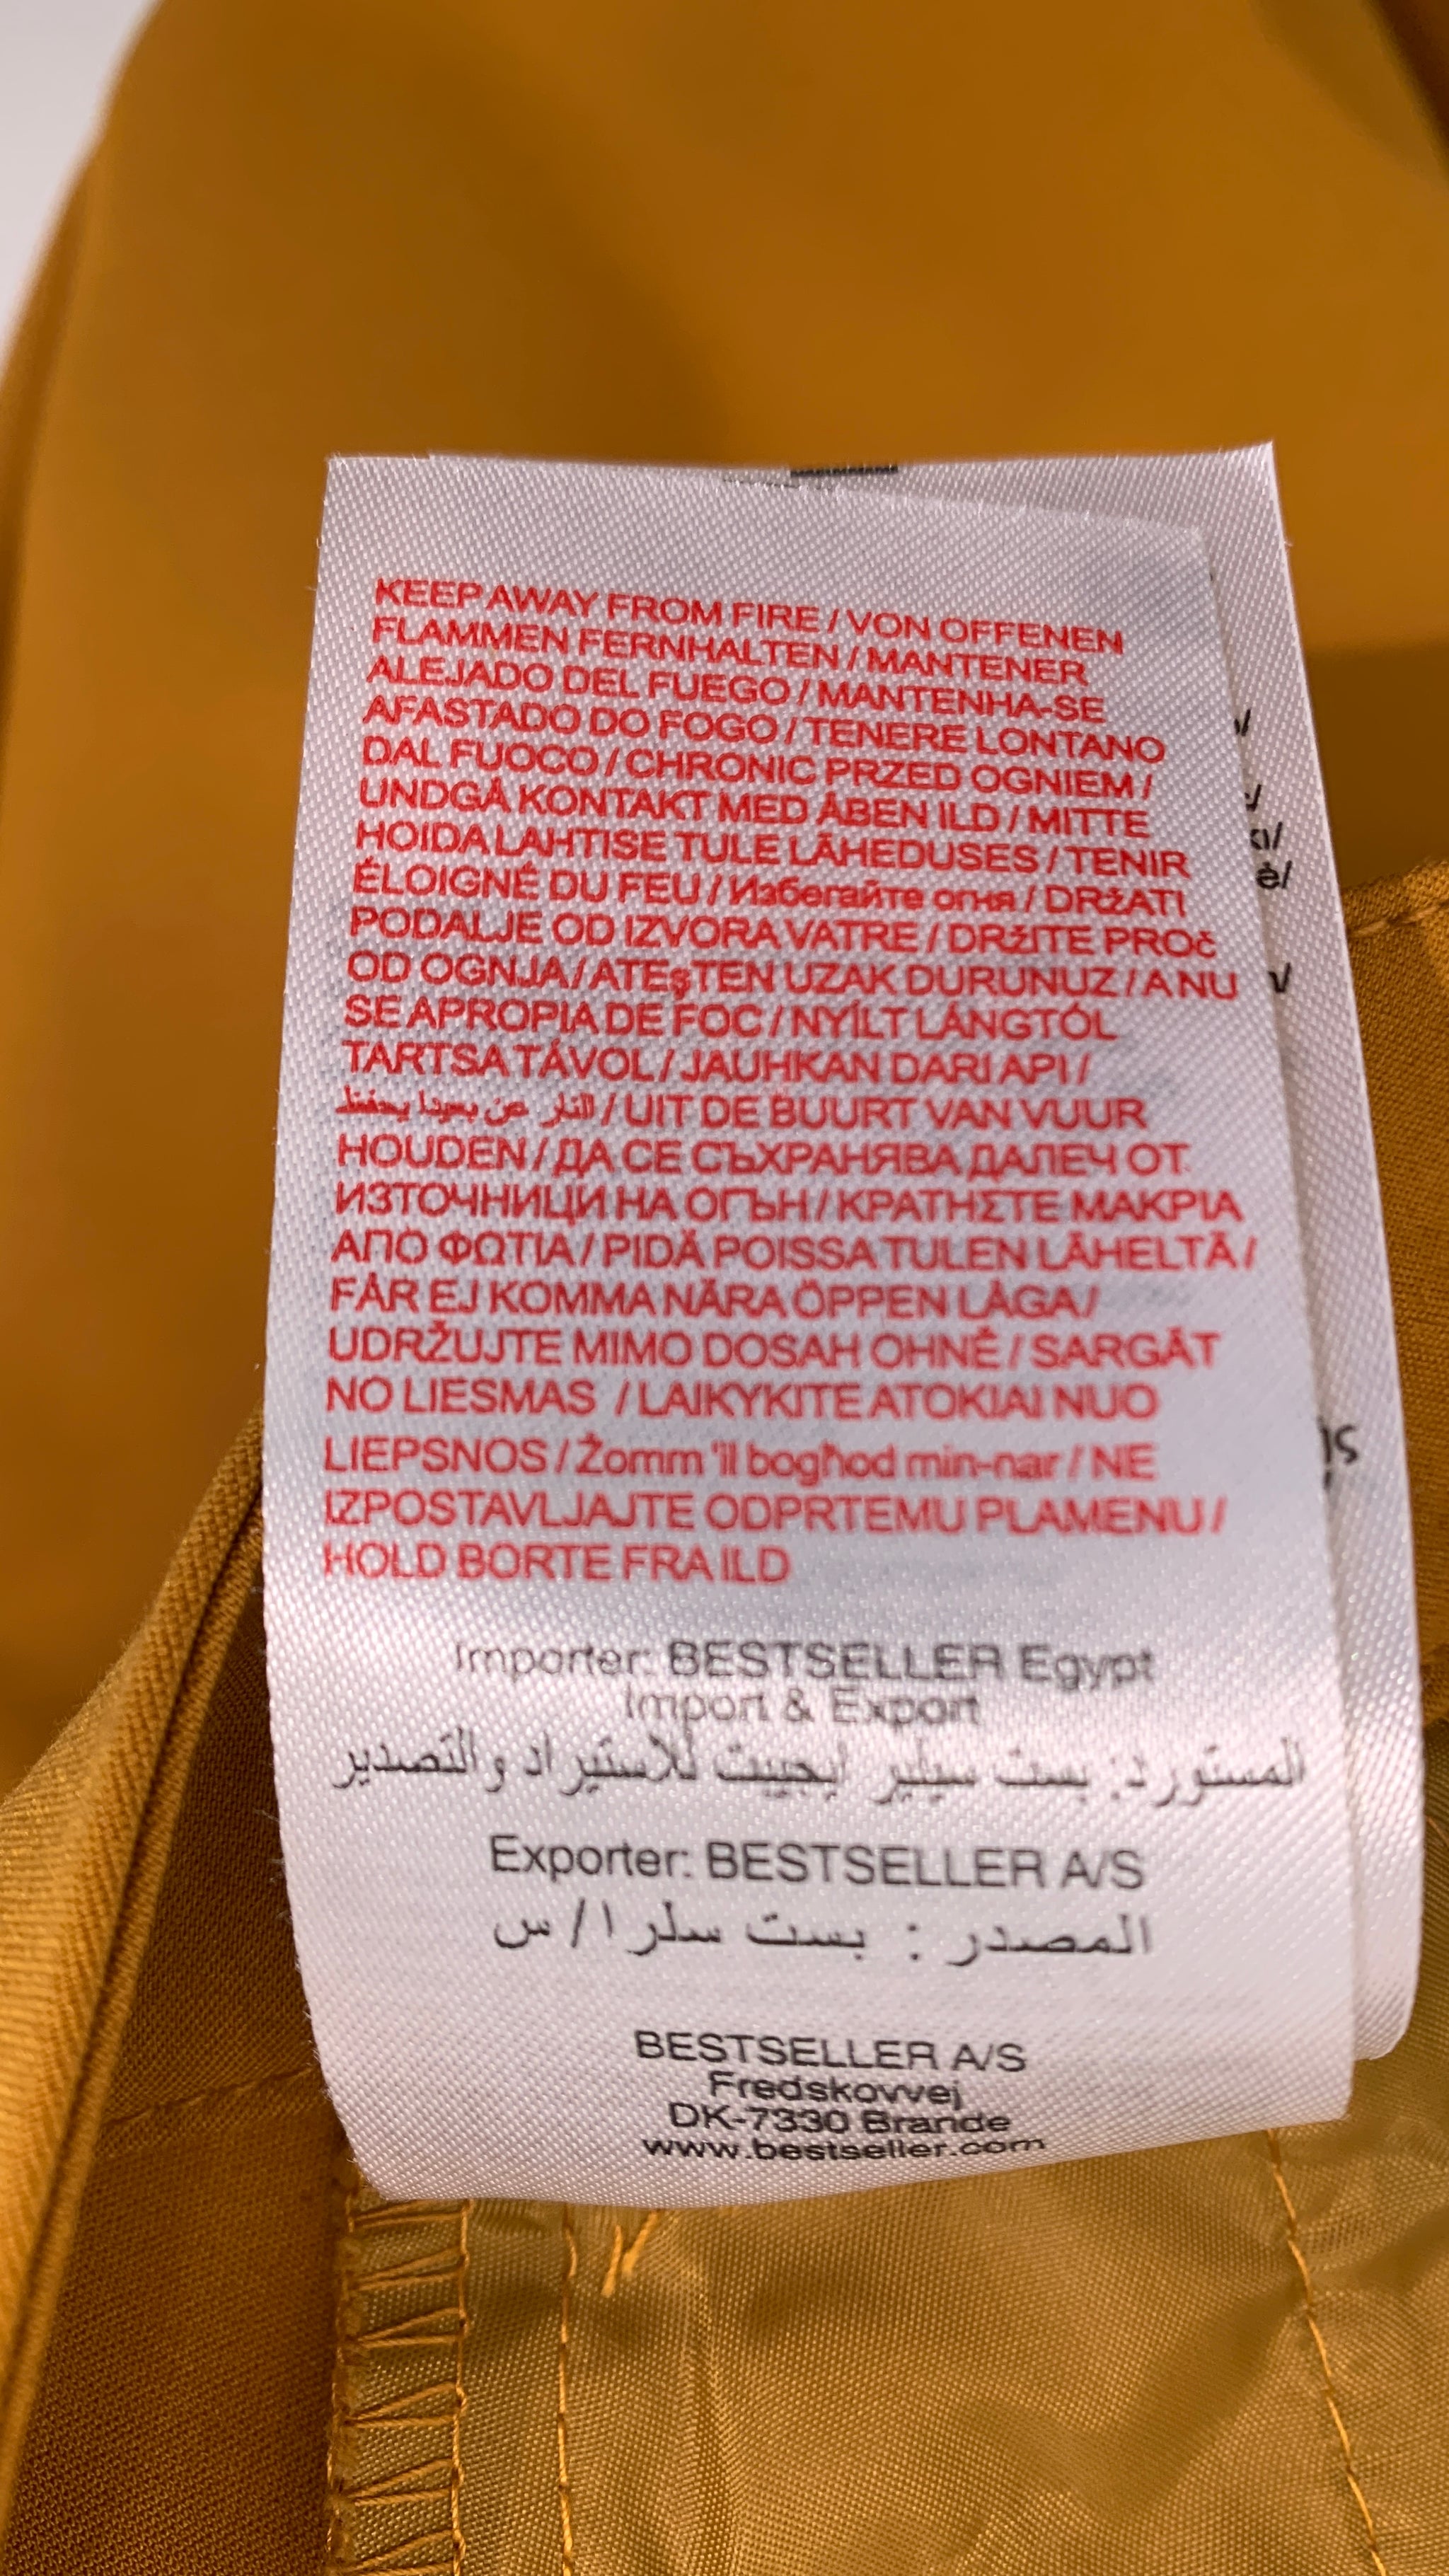 KEEP AWAY FROM FIRE / VON OFFENEN
FLAMMEN FERNHALTEN / MANTENER
ALEJADO DEL FUEGO / MANTENHA-SE
AFASTADO DO FOGO / TENERE LONTANO
DAL FUOCO / CHRONIC PRZED OGNIEM /
UNDGÅ KONTAKT MED ÅBEN ILD / MITTE
HOIDA LAHTISE TULE LÄHEDUSES / TENIR
ÉLOIGNÉ DU FEU / Избегайте огня / DRžATI
PODALJE OD IZVORA VATRE / DRžITE PROč
OD OGNJA / ATEşTEN UZAK DURUNUZ / A NU
SE APROPIA DE FOC / NYÍLT LÁNGTÓL
TARTSA TÁVOL / JAUHKAN DARI API /
النار عن بعيدا يحفظ / UIT DE BUURT VAN VUUR
HOUDEN / ДА СЕ СЪХРАНЯВА ДАЛЕЧ ОТ
ИЗТОЧНИЦИ НА ОГЪН / ΚΡΑΤΗΣΤΕ ΜΑΚΡΙΑ
ΑΠΟ ΦΩΤΙΑ / PIDÄ POISSA TULEN LÄHELTÄ /
FÅR EJ KOMMA NÄRA ÖPPEN LÅGA /
UDRŽUJTE MIMO DOSAH OHNĚ / SARGĀT
NO LIESMAS / LAIKYKITE ATOKIAI NUO
LIEPSNOS / Żomm 'il bogħod min-nar / NE
IZPOSTAVLJAJTE ODPRTEMU PLAMENU /
HOLD BORTE FRA ILD
Importer: BESTSELLER Egypt
Import & Export
المستورد: بست سيلير ايجيبت للاستيراد والتصدير
Exporter: BESTSELLER A/S
المصدر : بست سلر ا/ س
BESTSELLER A/S
Fredskovvej
DK-7330 Brande
www.bestseller.com